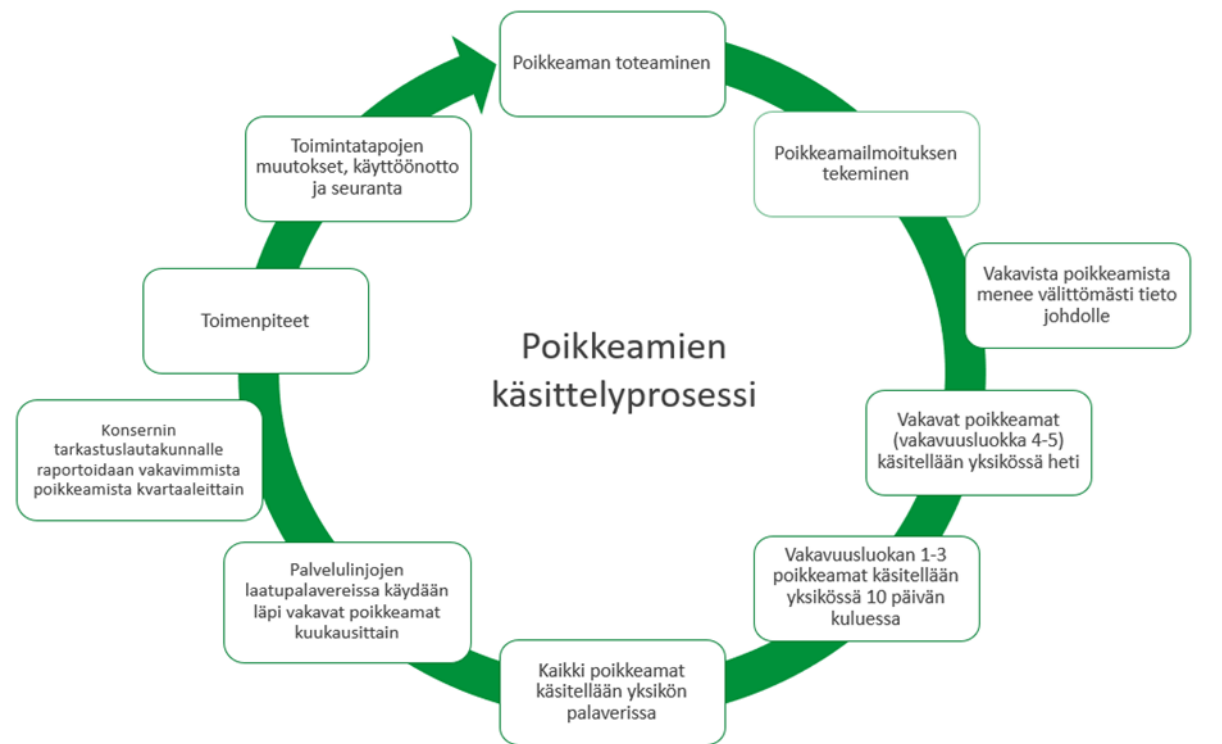 Poikkeaman toteaminen
Poikkeamailmoituksen
tekeminen
Vakavista poikkeamista
menee välittömästi tieto
johdolle
Vakavat poikkeamat
(vakavuusluokka 4-5)
käsitellään yksikössä heti
Vakavuusluokan 1-3
poikkeamat käsitellään
yksikössä 10 päivän
kuluessa
Kaikki poikkeamat
käsitellään yksikön
palaverissa
Palvelulinjojen
laatupalavereissa käydään
läpi vakavat poikkeamat
kuukausittain
Konsernin
tarkastuslautakunnalle
raportoidaan vakavimmista
poikkeamista kvartaaleittain
Toimenpiteet
Toimintatapojen
muutokset, käyttöönotto
ja seuranta
Poikkeamien
käsittelyprosessi